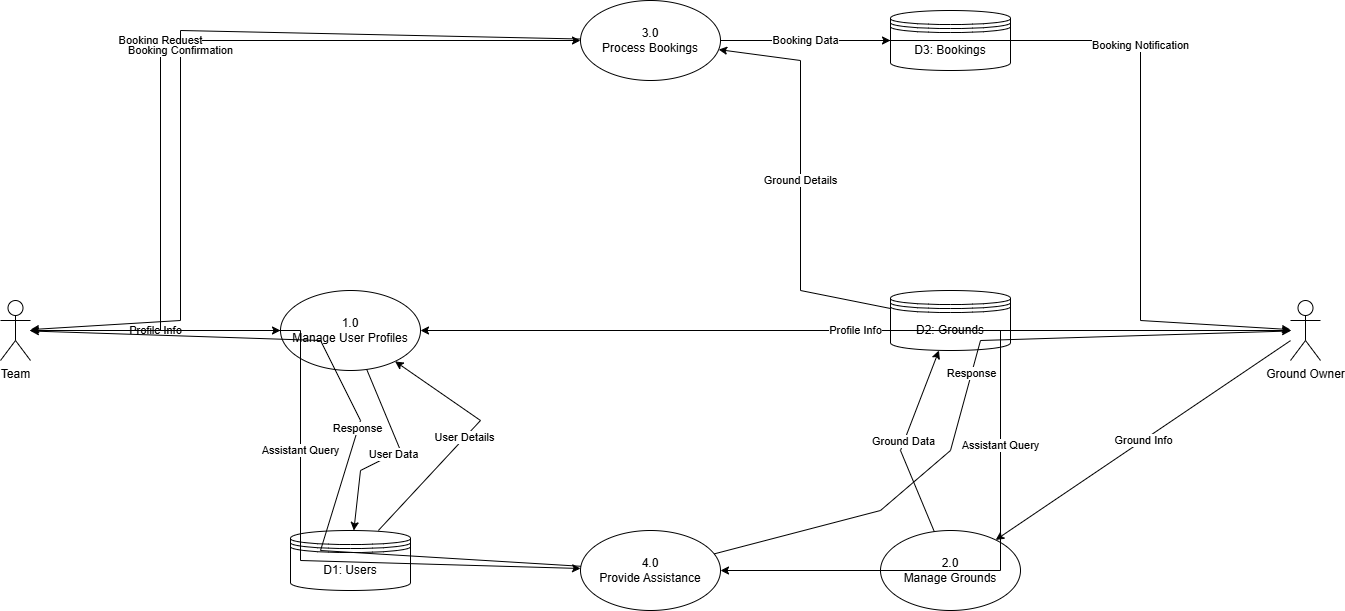 3.0
Process Bookings
Booking Request
Booking Confirmation
Booking Data
D3: Bookings
Booking Notification
Ground Details
Team
Profile Info
1.0
Manage User Profiles
Profile Info
D2: Grounds
Ground Owner
Response
Assistant Query
Response
User Data
User Details
Ground Data
Assistant Query
Ground Info
D1: Users
4.0
Provide Assistance
2.0
Manage Grounds